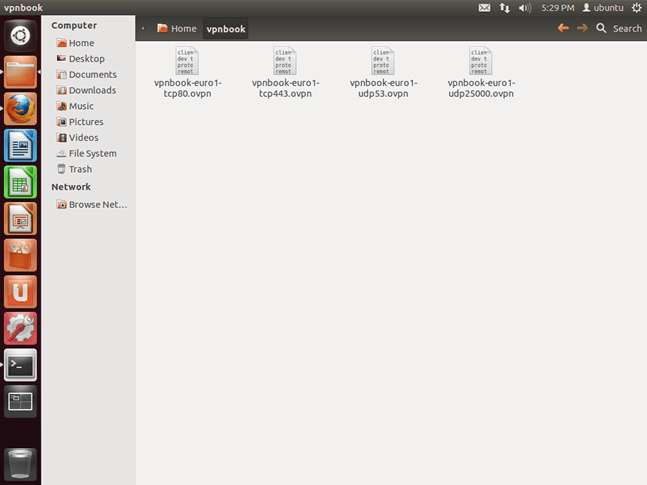 vpnbook
5:29 PM ubuntu
Computer
Home
Desktop
Documents
Downloads
Music
Pictures
Videos
File System
Trash
Network
Browse Net...
Home vpnbook
Search
clien
dev t
proto
remot
vpnbook-euro1-
tcp80.ovpn
clien
dev t
proto
remot
vpnbook-euro1-
tcp443.ovpn
clien
dev t
proto
remot
vpnbook-euro1-
udp53.ovpn
clien
dev t
proto
remot
vpnbook-euro1-
udp25000.ovpn